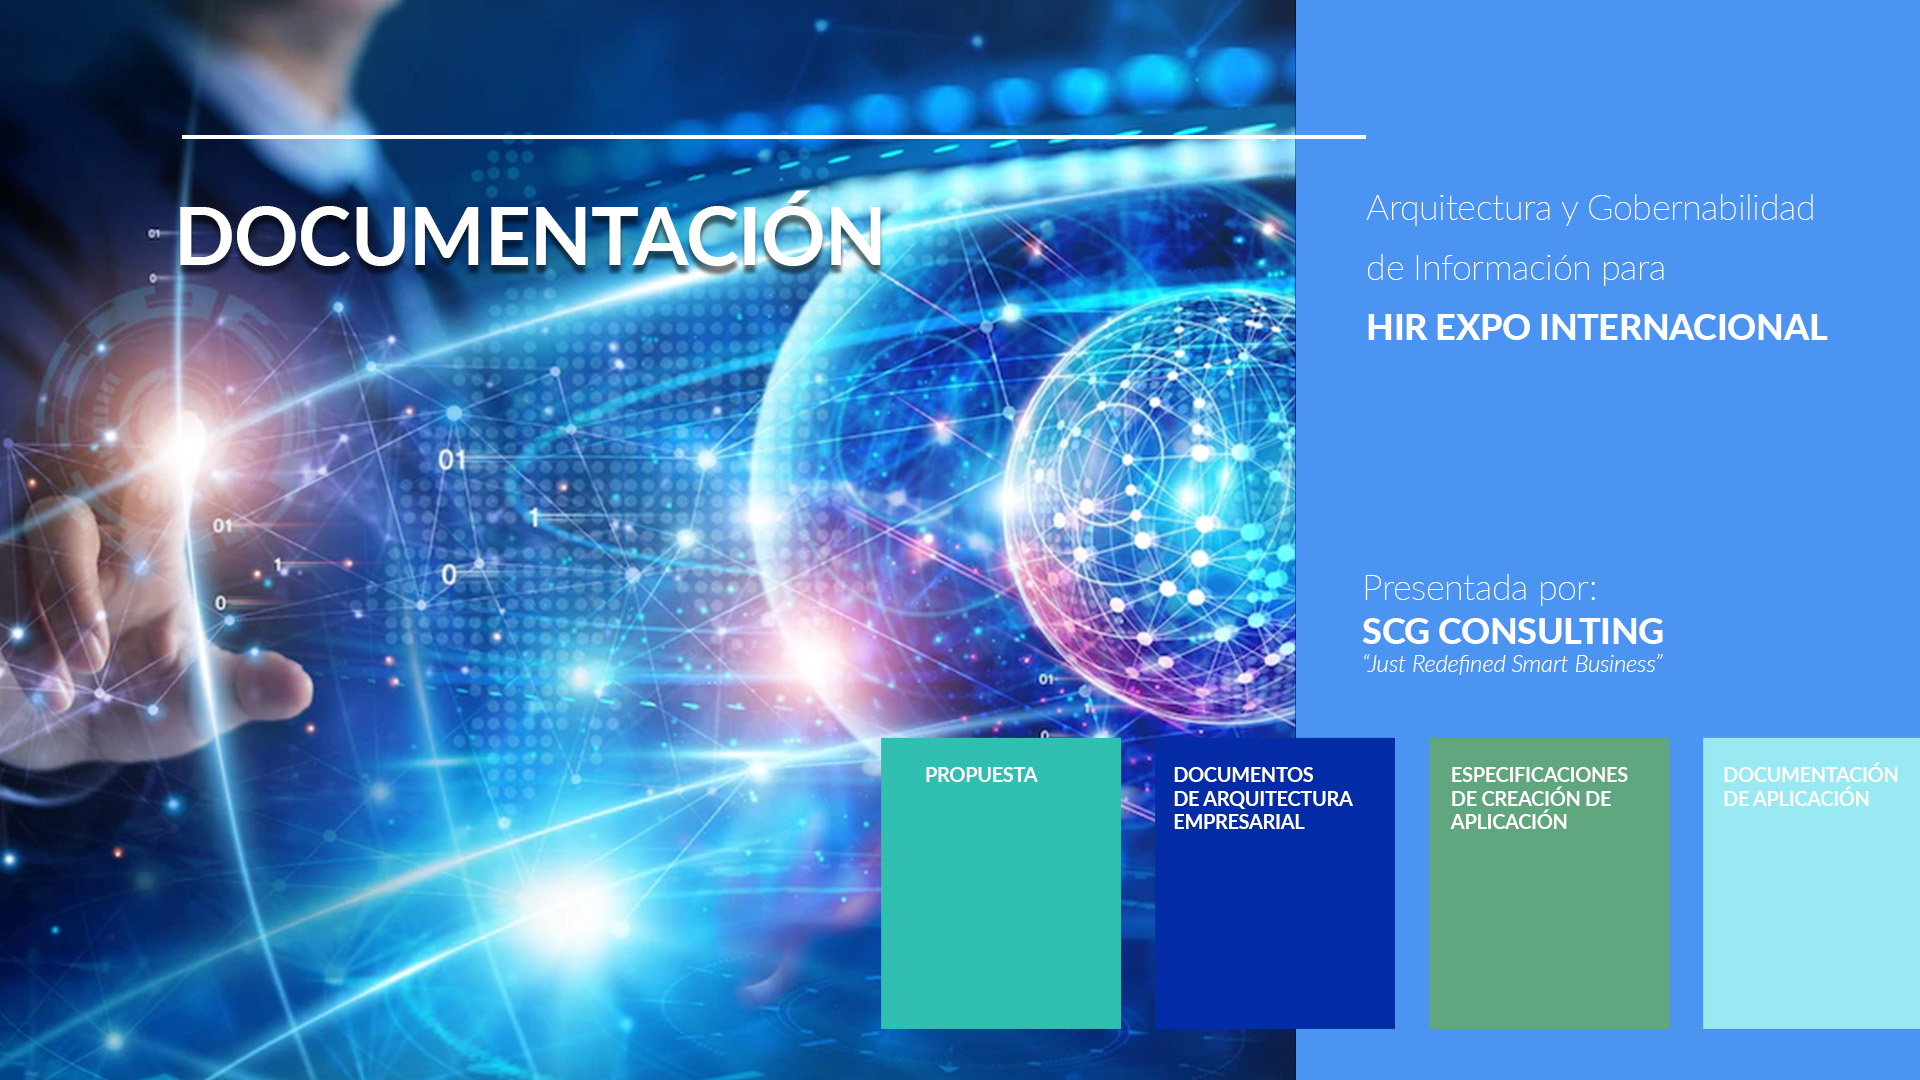 DOCUMENTACIÓN
Arquitectura y Gobernabilidad
de Información para
HIR EXPO INTERNACIONAL
01
0
01
1
0
01
1
0
Presentada por:
SCG CONSULTING
“Just Redefined Smart Business”
01
1
0
PROPUESTA
DOCUMENTOS
DE ARQUITECTURA
EMPRESARIAL
ESPECIFICACIONES
DE CREACIÓN DE
APLICACIÓN
DOCUMENTACIÓN
DE APLICACIÓN